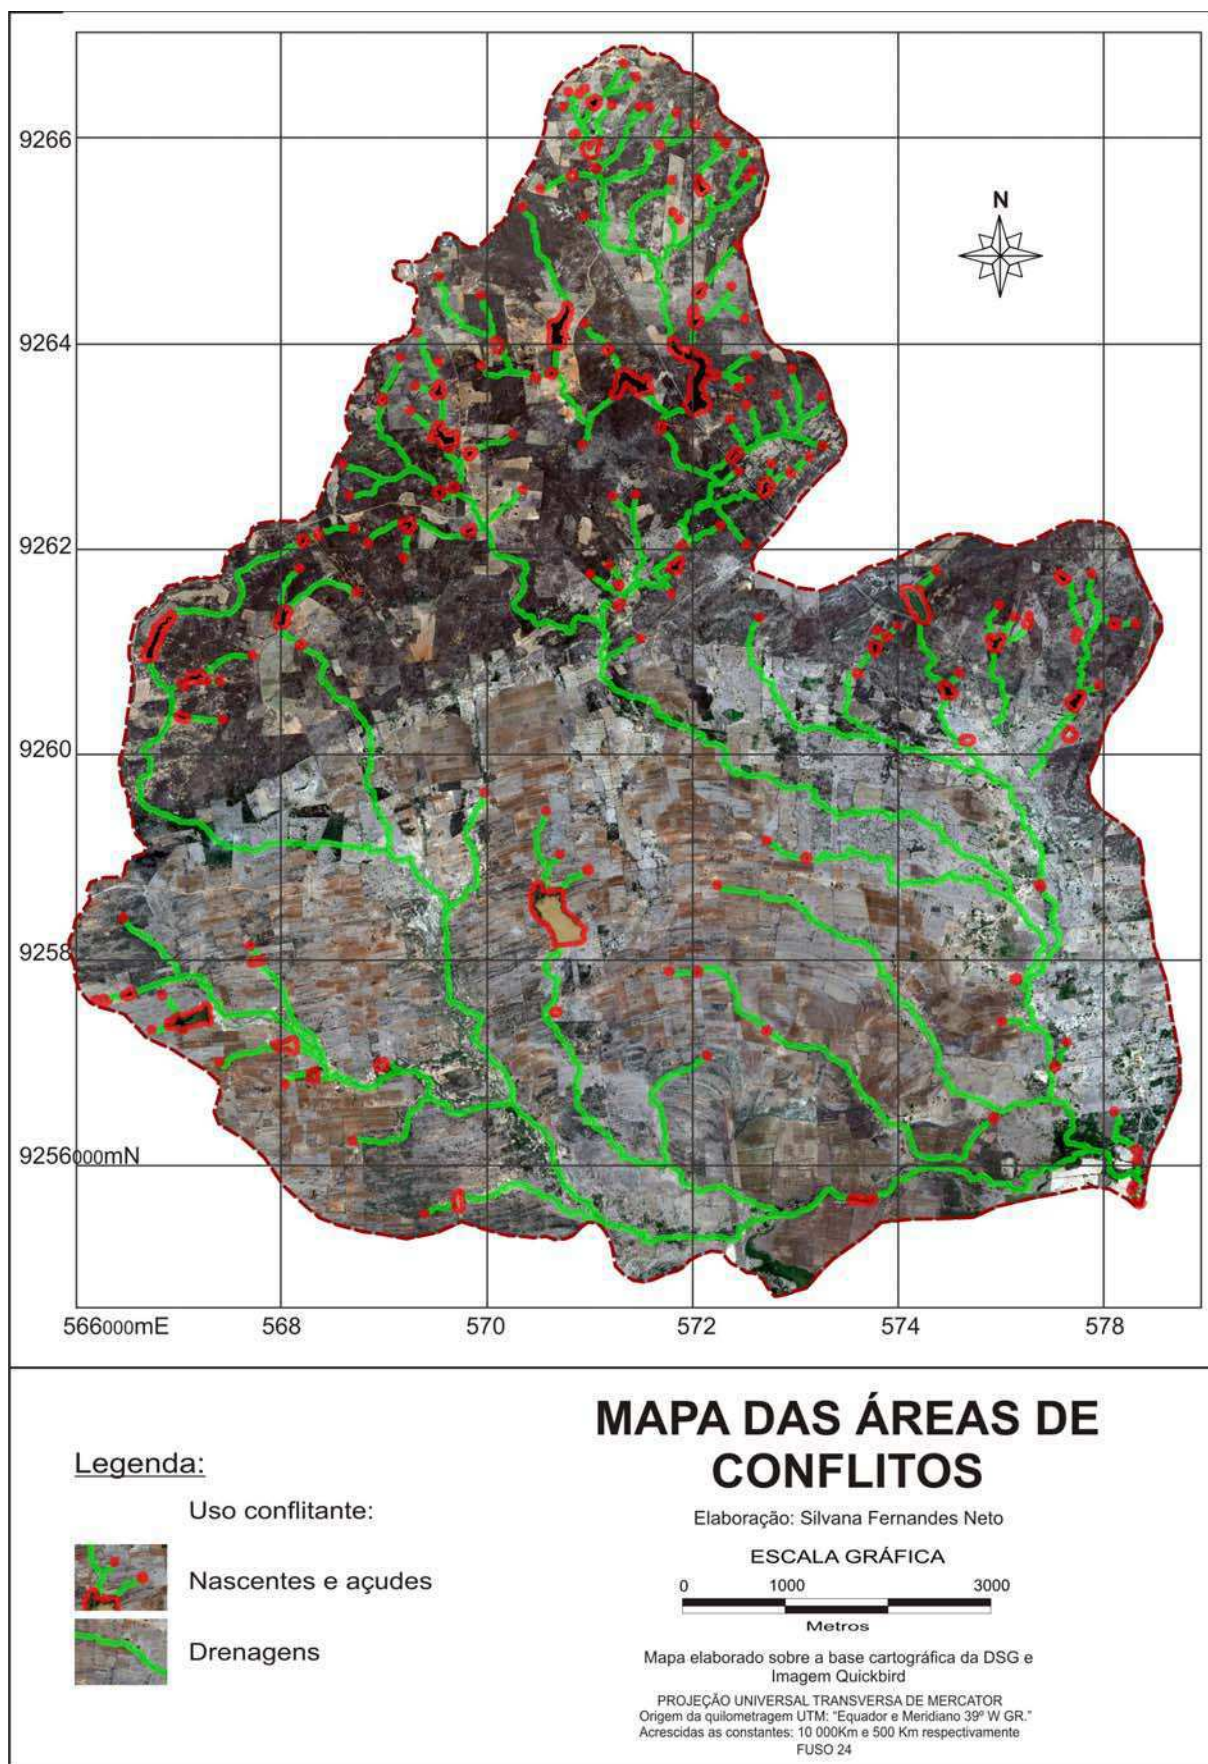 N
9266
9264
9262
9260
9258
9256000mN
566000mE 568 570 572 574 578
MAPA DAS ÁREAS DE
CONFLITOS
Elaboração: Silvana Fernandes Neto
ESCALA GRÁFICA
0 1000 3000
Metros
Mapa elaborado sobre a base cartográfica da DSG e
Imagem Quickbird
PROJEÇÃO UNIVERSAL TRANSVERSA DE MERCATOR
Origem da quilometragem UTM: “Equador e Meridiano 39º W GR.”
Acrescidas as constantes: 10 000Km e 500 Km respectivamente
FUSO 24
Legenda:
Uso conflitante:
Nascentes e açudes
Drenagens